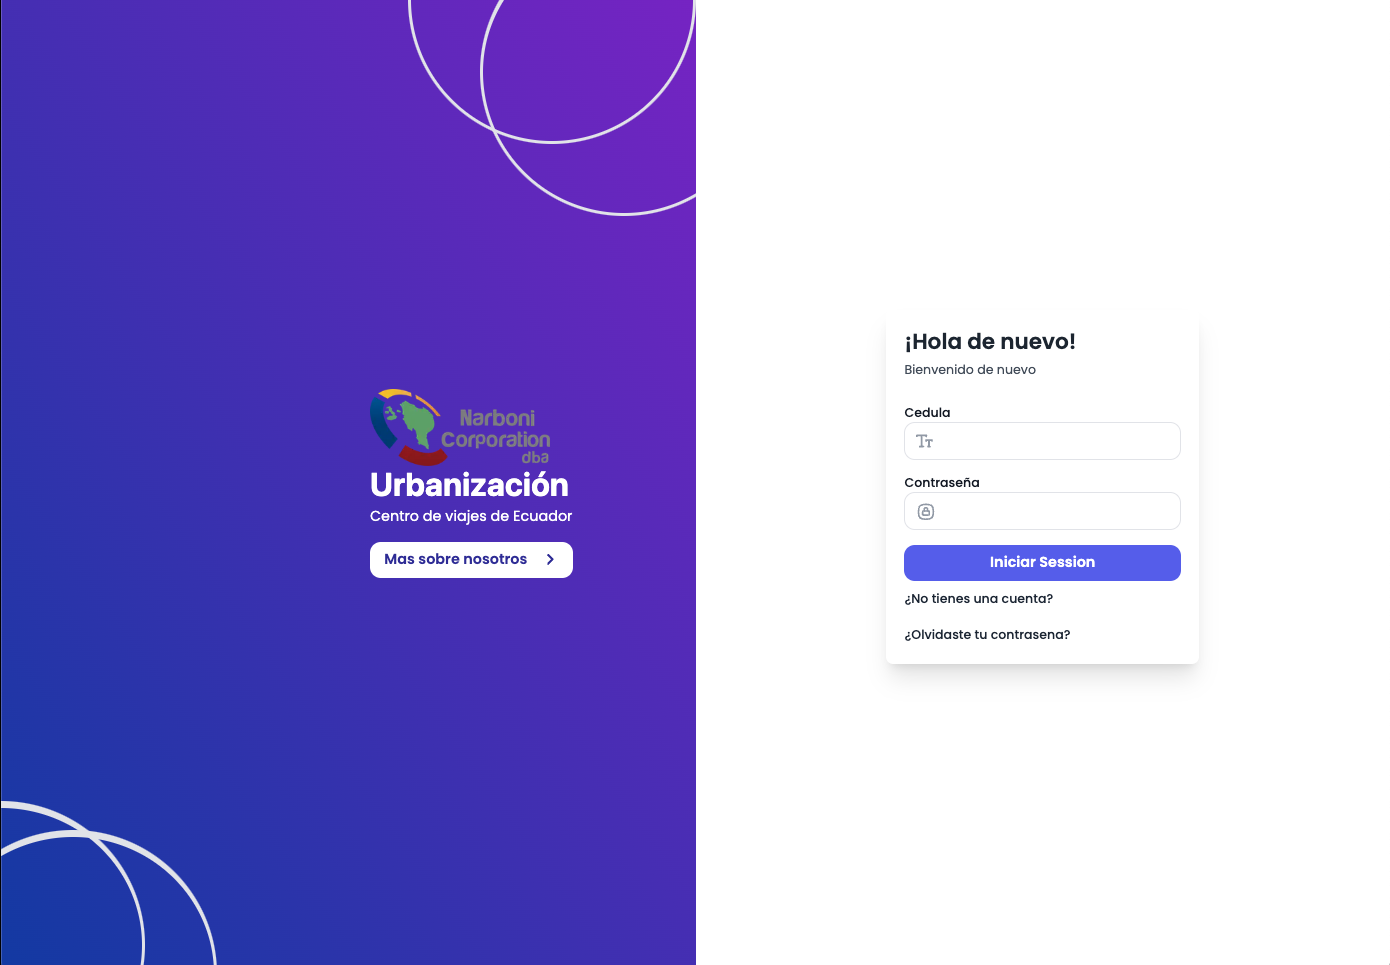 Narboni
Corporation
dba
Urbanización
Centro de viajes de Ecuador
Mas sobre nosotros
¡Hola de nuevo!
Bienvenido de nuevo
Cedula
Contraseña
Iniciar Session
¿No tienes una cuenta?
¿Olvidaste tu contrasena?